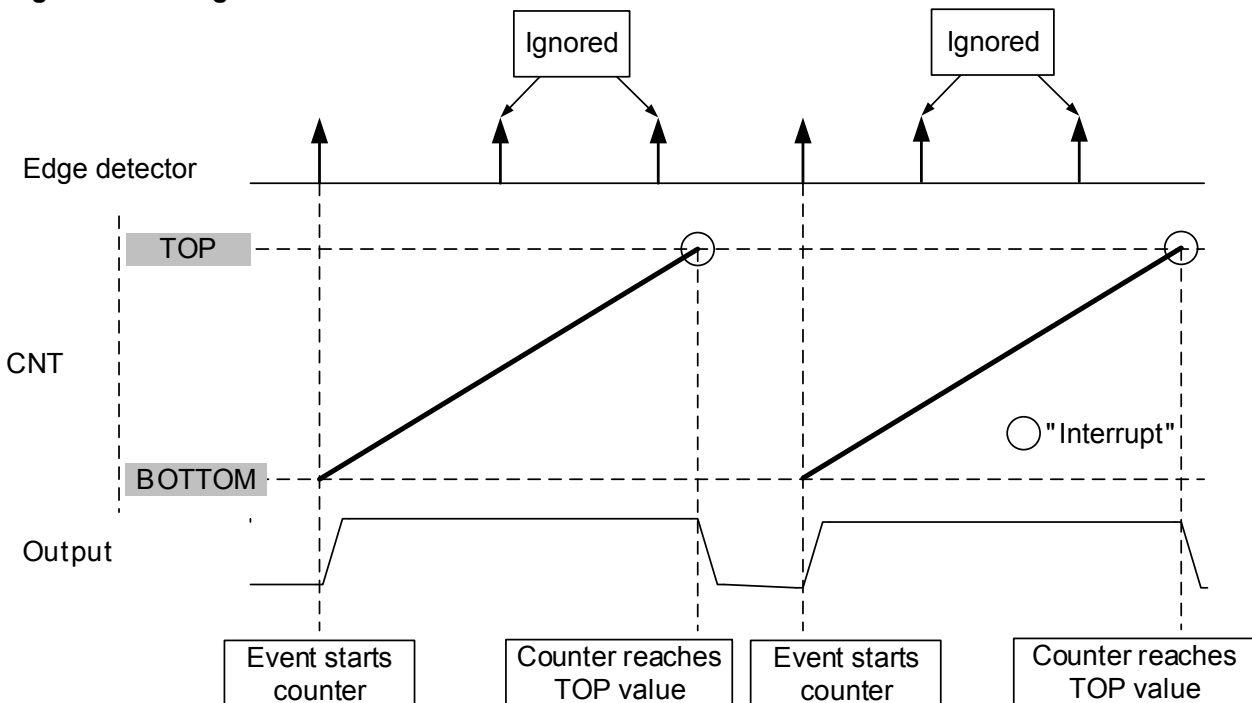 Ignored
Ignored
Edge detector
TOP
CNT
"Interrupt"
BOTTOM
Output
Event starts
counter
Counter reaches
TOP value
Event starts
counter
Counter reaches
TOP value